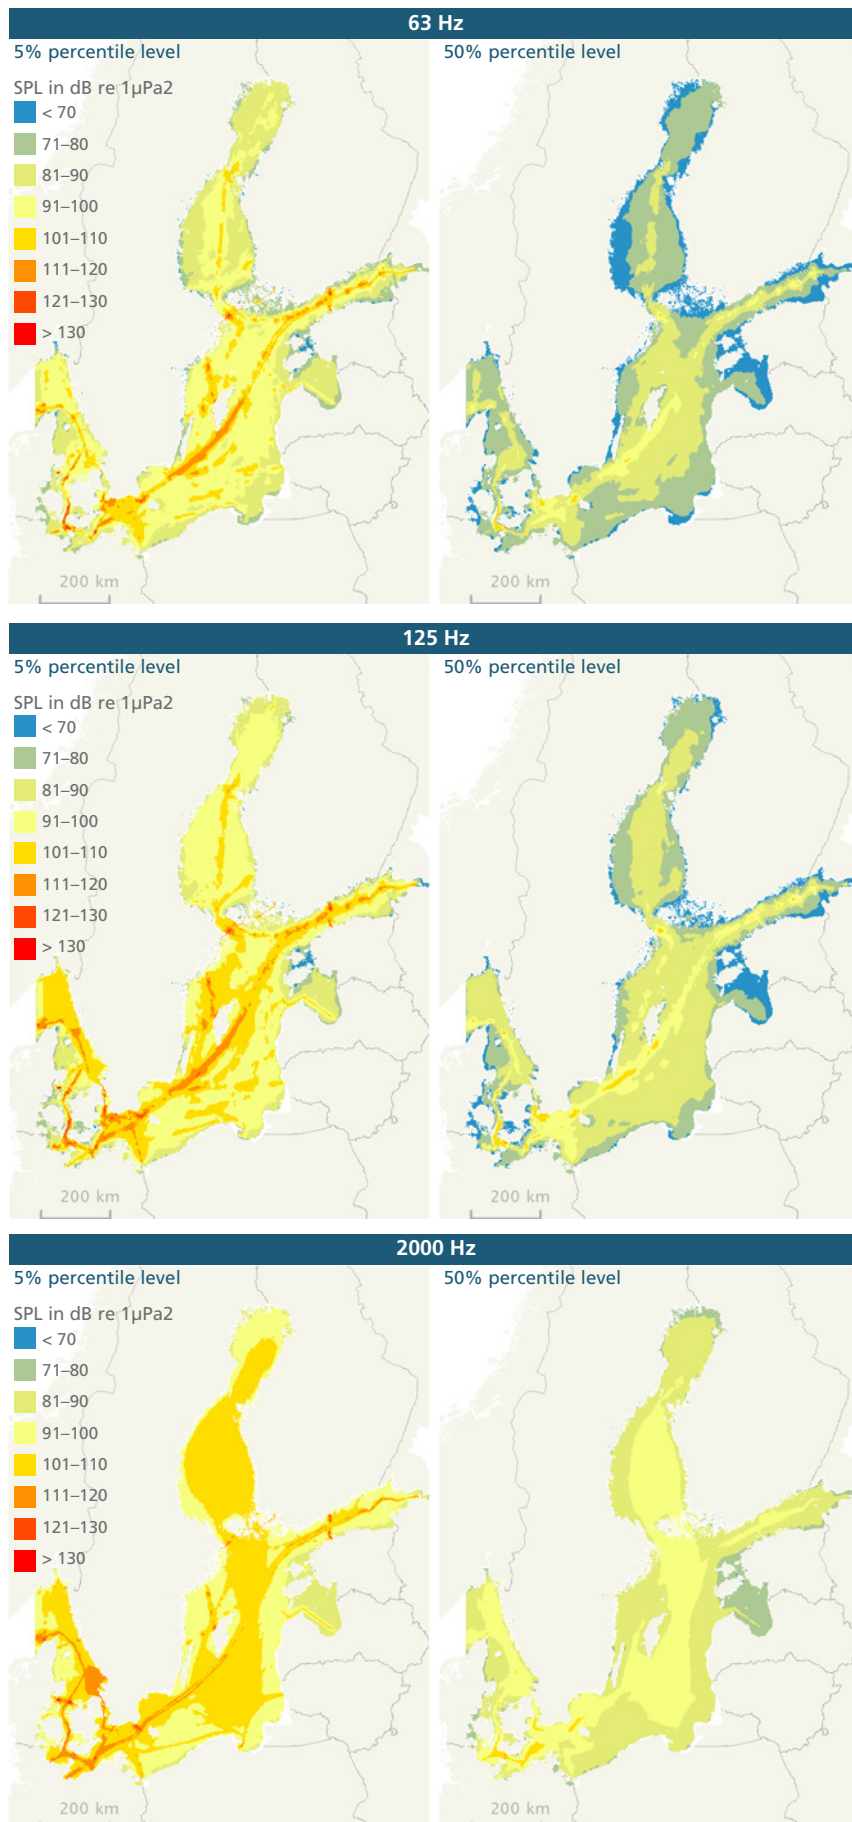 63 Hz
5% percentile level
50% percentile level
SPL in dB re 1µPa2
< 70
71–80
81–90
91–100
101–110
111–120
121–130
> 130
200 km
200 km
125 Hz
5% percentile level
50% percentile level
SPL in dB re 1µPa2
< 70
71–80
81–90
91–100
101–110
111–120
121–130
> 130
200 km
200 km
2000 Hz
5% percentile level
50% percentile level
SPL in dB re 1µPa2
< 70
71–80
81–90
91–100
101–110
111–120
121–130
> 130
200 km
200 km